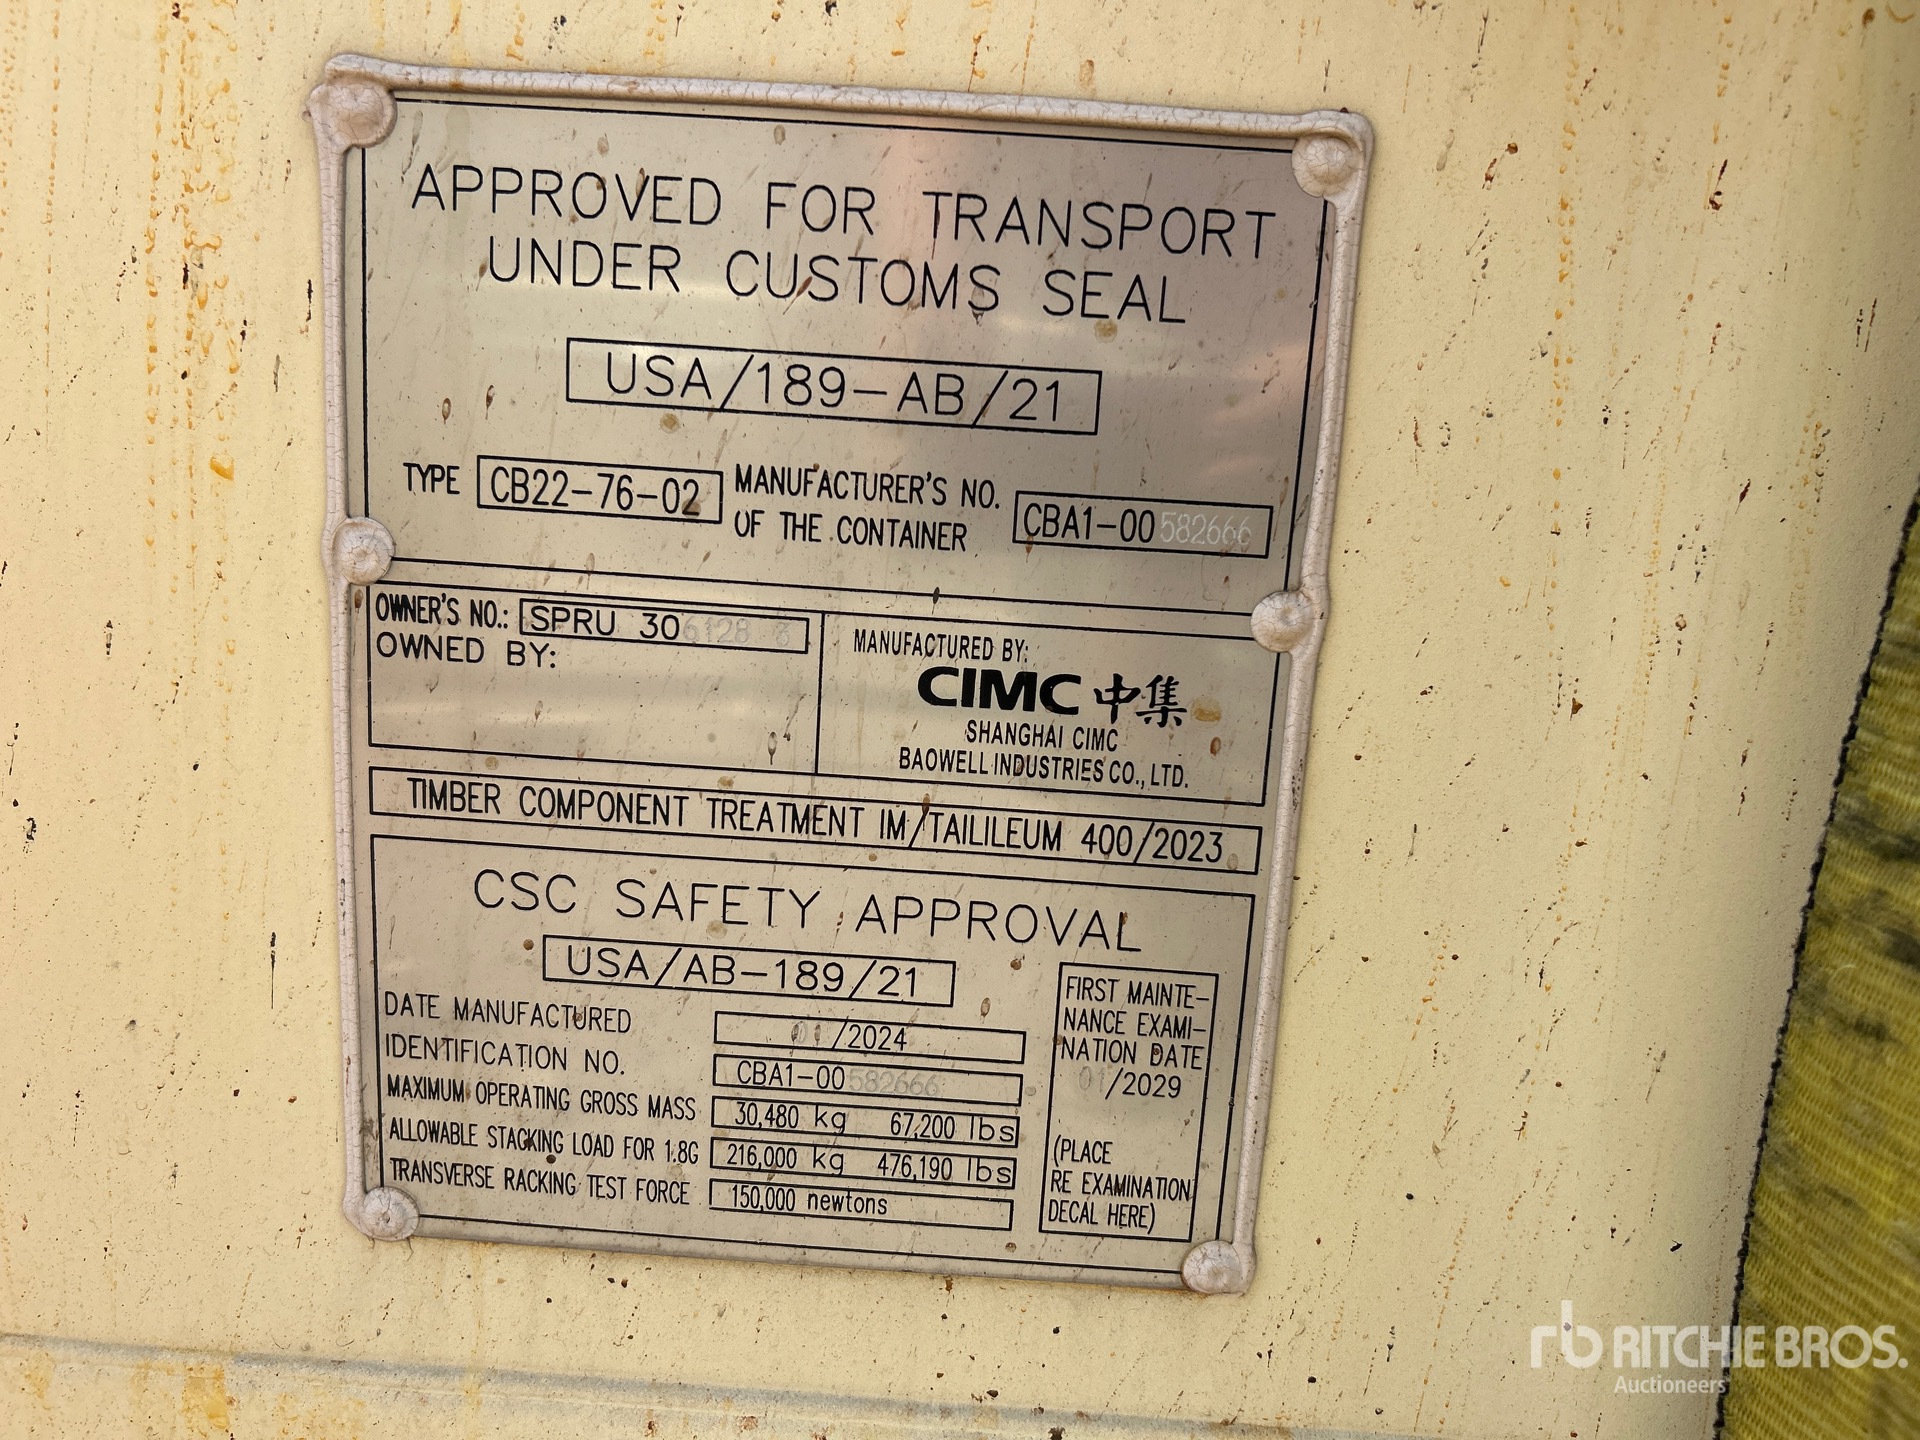 APPROVED FOR TRANSPORT
UNDER CUSTOMS SEAL
USA/189-AB/21
TYPE CB22-76-02 MANUFACTURER'S NO. OF THE CONTAINER CBA1-00582666
OWNER'S NO.: SPRU 306128
OWNED BY:
MANUFACTURED BY:
CIMC 中集
SHANGHAI CIMC
BAOWELL INDUSTRIES CO., LTD.
TIMBER COMPONENT TREATMENT IM/TAILILEUM 400/2023
CSC SAFETY APPROVAL
USA/AB-189/21
DATE MANUFACTURED 01/2024
IDENTIFICATION NO. CBA1-00582666
MAXIMUM OPERATING GROSS MASS 30,480 kg 67,200 lbs
ALLOWABLE STACKING LOAD FOR 1.8G 216,000 kg 476,190 lbs
TRANSVERSE RACKING TEST FORCE 150,000 newtons
FIRST MAINTE-
NANCE EXAMI-
NATION DATE
01/2029
(PLACE
RE EXAMINATION
DECAL HERE)
rb RITCHIE BROS.
Auctioneers